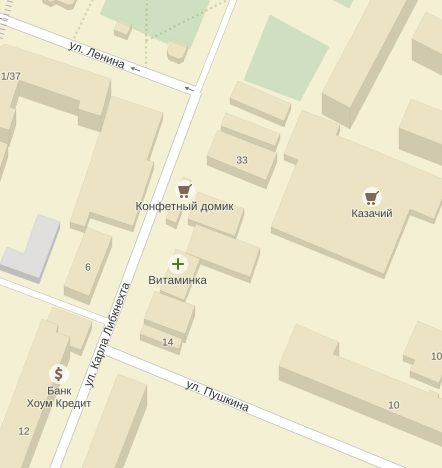 ул. Ленина
1/37
33
Конфетный домик
Казачий
6
Витаминка
ул. Карла Либкнехта
14
Банк
Хоум Кредит
ул. Пушкина
10
10
12